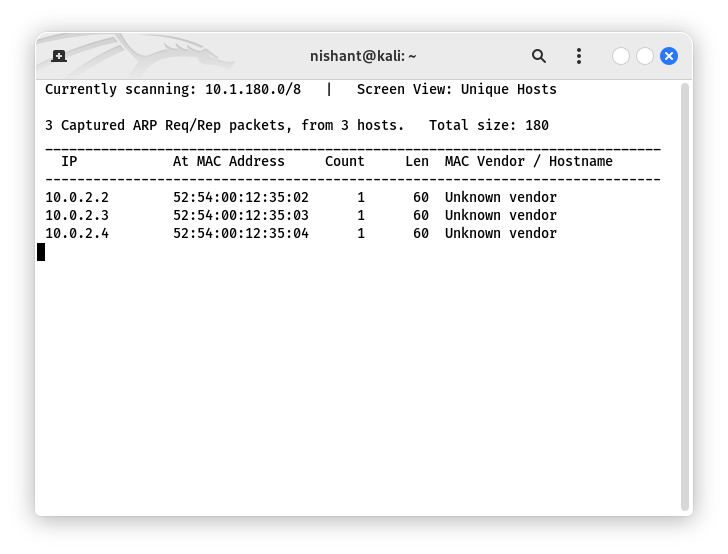 nishant@kali: ~
Currently scanning: 10.1.180.0/8   |   Screen View: Unique Hosts
3 Captured ARP Req/Rep packets, from 3 hosts.   Total size: 180
_____________________________________________________________________________
  IP            At MAC Address     Count     Len  MAC Vendor / Hostname
-----------------------------------------------------------------------------
10.0.2.2        52:54:00:12:35:02      1      60  Unknown vendor
10.0.2.3        52:54:00:12:35:03      1      60  Unknown vendor
10.0.2.4        52:54:00:12:35:04      1      60  Unknown vendor